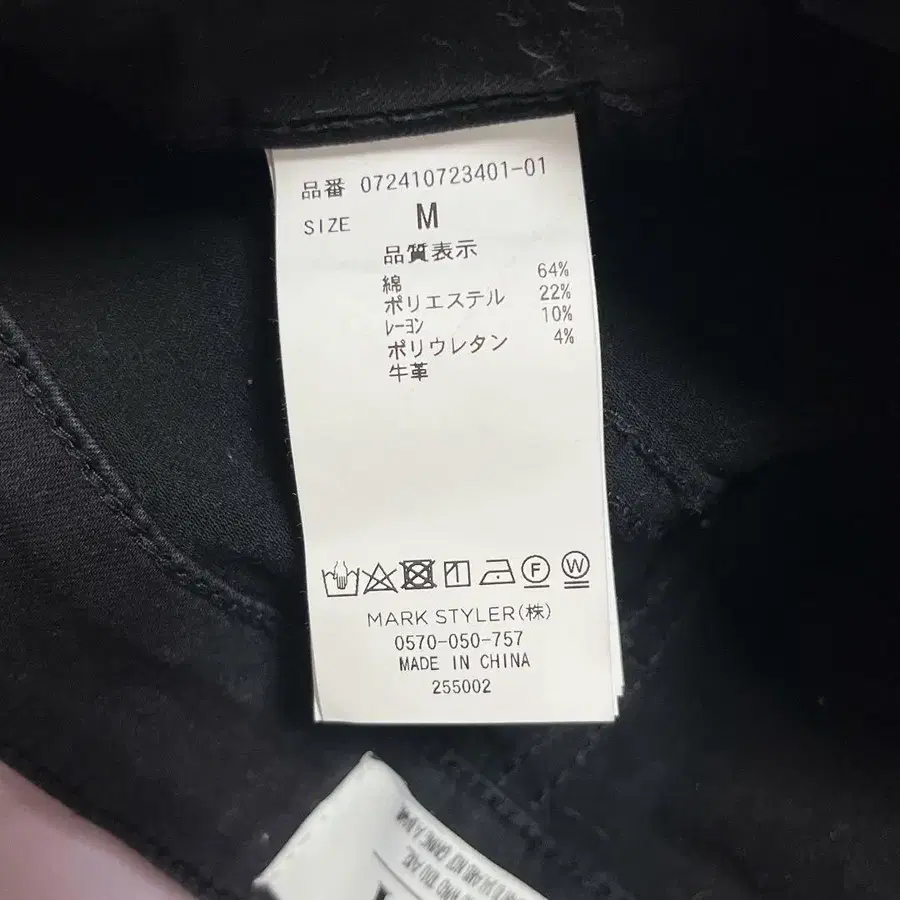 品番 072410723401-01
SIZE M
品質表示
綿 64%
ポリエステル 22%
レーヨン 10%
ポリウレタン 4%
牛革
F W
MARK STYLER(株)
0570-050-757
MADE IN CHINA
255002